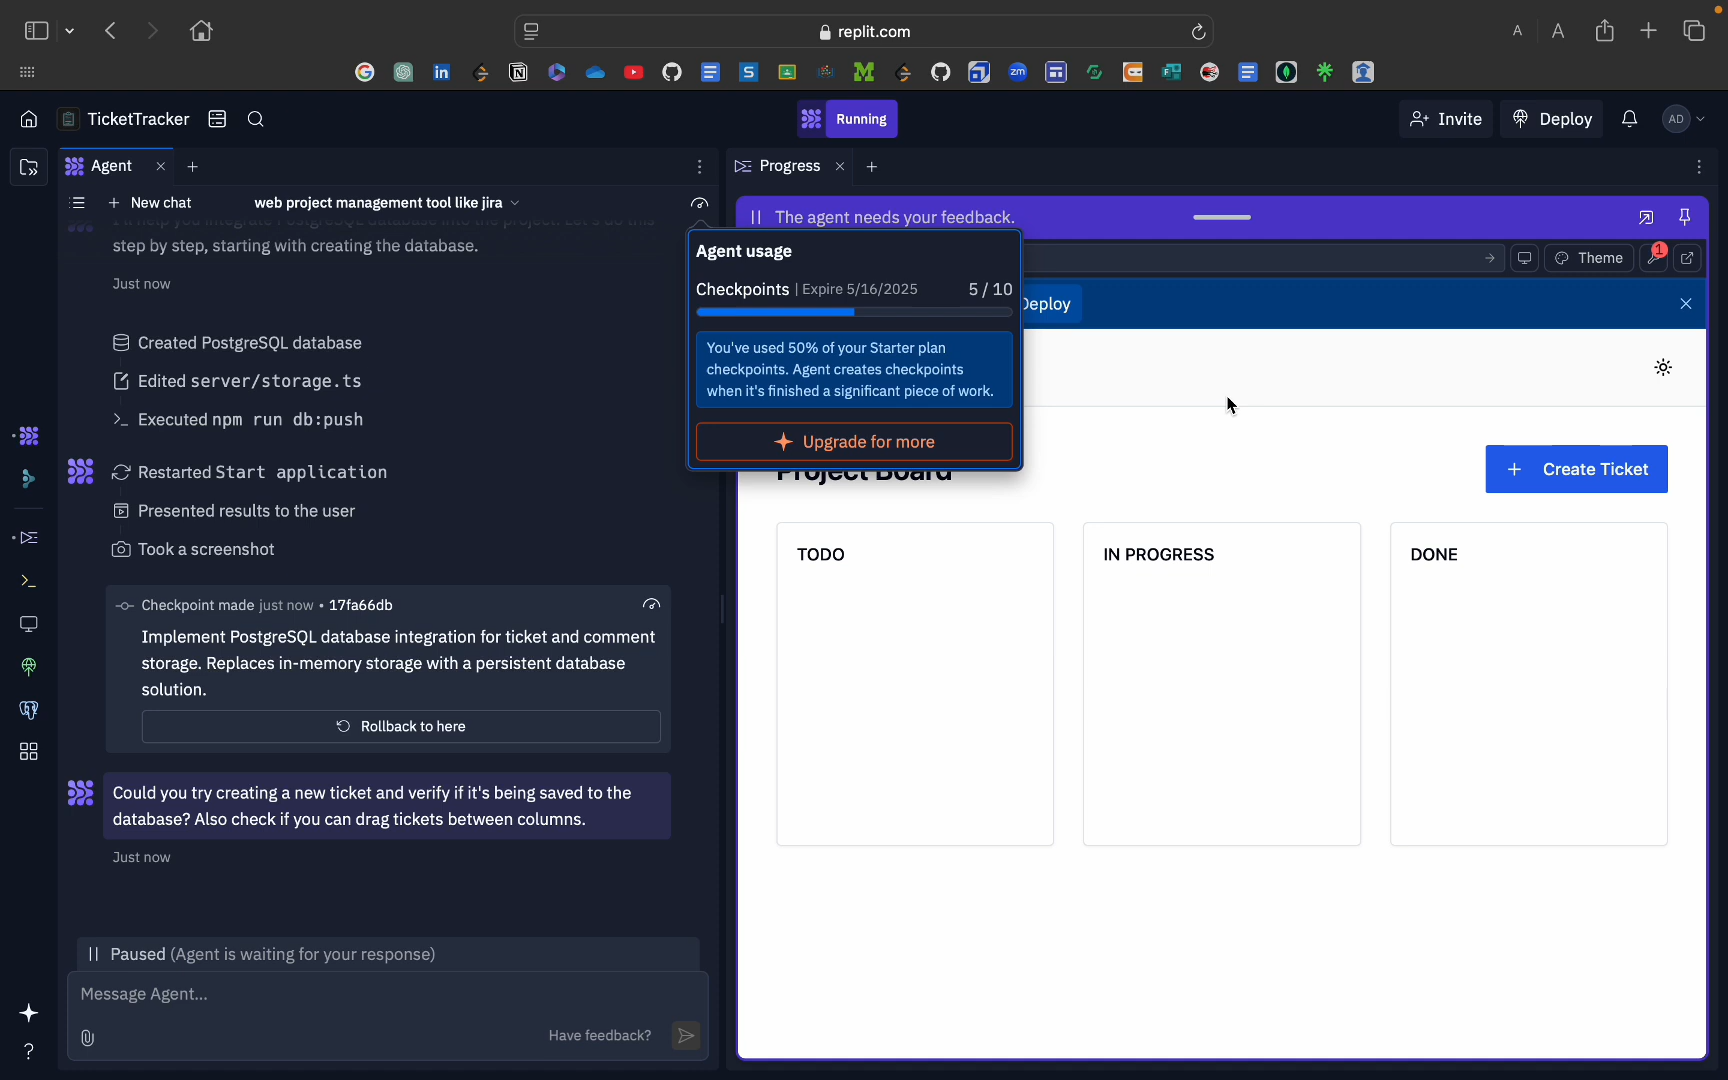 replit.com
A
A
TicketTracker
Running
Invite
Deploy
AD
Agent
Progress
New chat
web project management tool like jira
step by step, starting with creating the database.
Just now
Created PostgreSQL database
Edited server/storage.ts
Executed npm run db:push
Restarted Start application
Presented results to the user
Took a screenshot
Checkpoint made just now • 17fa66db
Implement PostgreSQL database integration for ticket and comment
storage. Replaces in-memory storage with a persistent database
solution.
Rollback to here
Could you try creating a new ticket and verify if it's being saved to the
database? Also check if you can drag tickets between columns.
Just now
Paused (Agent is waiting for your response)
Message Agent...
Have feedback?
The agent needs your feedback.
Agent usage
Checkpoints | Expire 5/16/2025 5 / 10
You've used 50% of your Starter plan
checkpoints. Agent creates checkpoints
when it's finished a significant piece of work.
Upgrade for more
Theme
1
Deploy
Project Board
Create Ticket
TODO
IN PROGRESS
DONE